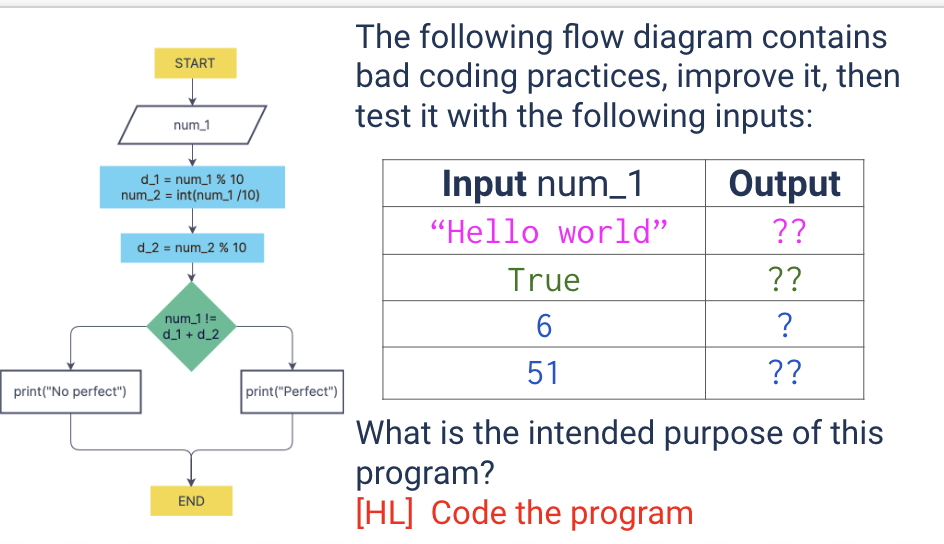 START
num_1
d_1 = num_1 % 10
num_2 = int(num_1 /10)
d_2 = num_2 % 10
num_1 !=
d_1 + d_2
print("No perfect")
print("Perfect")
END
The following flow diagram contains
bad coding practices, improve it, then
test it with the following inputs:
Input num_1 Output
“Hello world” ??
True ??
6 ?
51 ??
What is the intended purpose of this
program?
[HL] Code the program